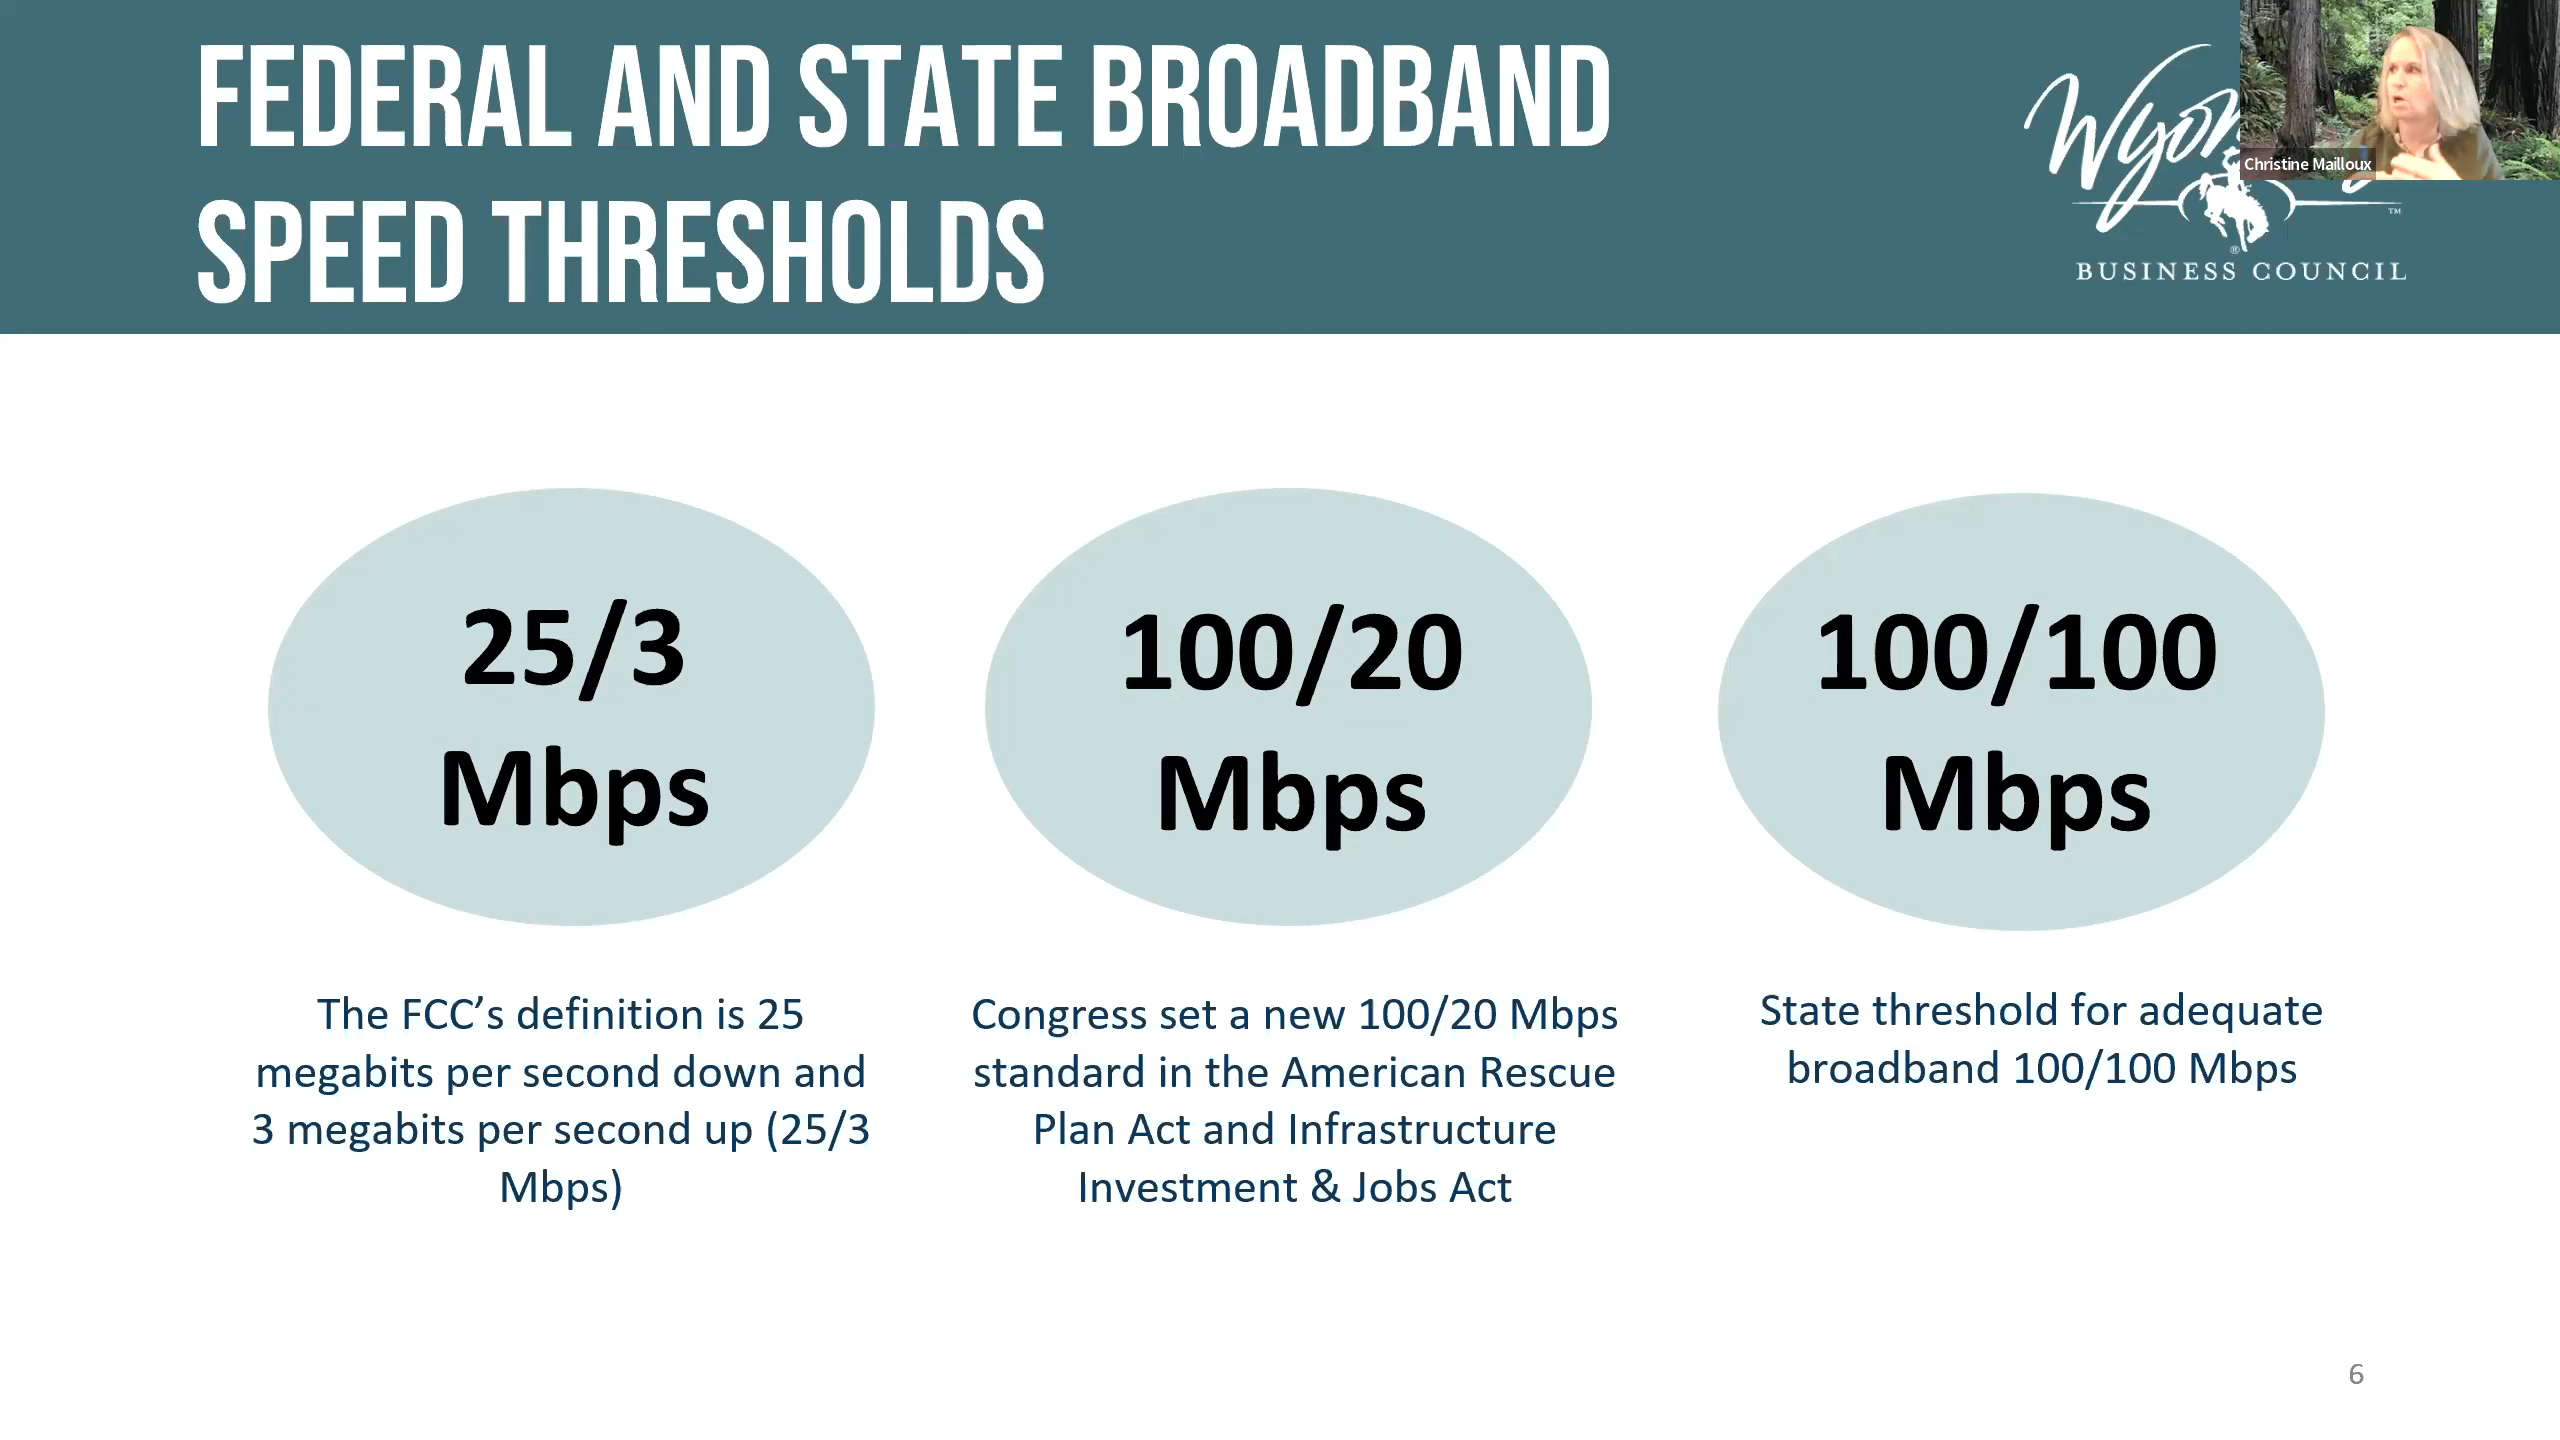 FEDERAL AND STATE BROADBAND
SPEED THRESHOLDS
Christine Mailloux
™
®
BUSINESS COUNCIL
25/3
Mbps
100/20
Mbps
100/100
Mbps
The FCC’s definition is 25
megabits per second down and
3 megabits per second up (25/3
Mbps)
Congress set a new 100/20 Mbps
standard in the American Rescue
Plan Act and Infrastructure
Investment & Jobs Act
State threshold for adequate
broadband 100/100 Mbps
6